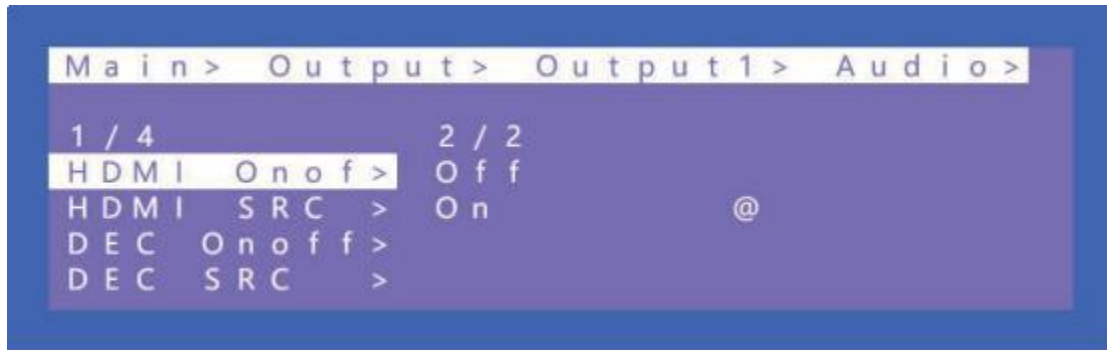 Main> Output> Output1> Audio>
1/4 2/2
HDMI Onof> Off
HDMI SRC > On @
DEC Onoff>
DEC SRC >